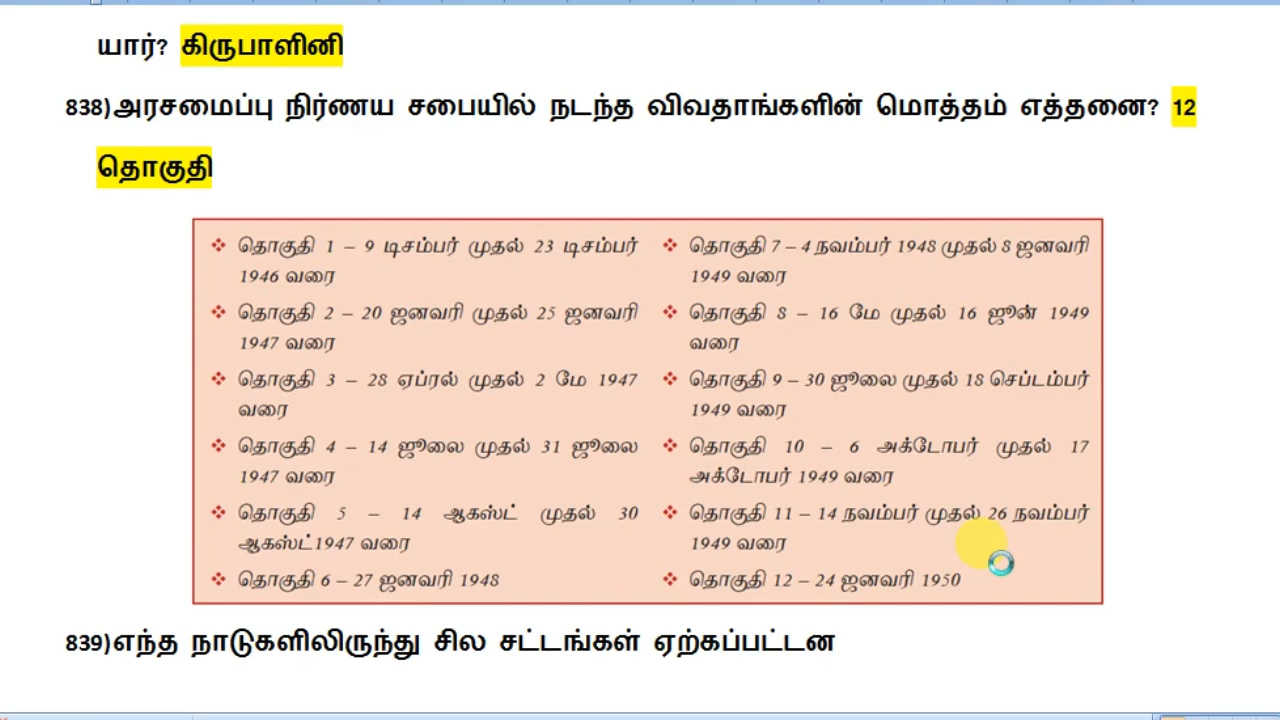 யார்? கிருபாளினி
838)அரசமைப்பு நிர்ணய சபையில் நடந்த விவதாங்களின் மொத்தம் எத்தனை? 12
தொகுதி
❖ தொகுதி 1 – 9 டிசம்பர் முதல் 23 டிசம்பர்
1946 வரை
❖ தொகுதி 2 – 20 ஜனவரி முதல் 25 ஜனவரி
1947 வரை
❖ தொகுதி 3 – 28 ஏப்ரல் முதல் 2 மே 1947
வரை
❖ தொகுதி 4 – 14 ஜூலை முதல் 31 ஜூலை
1947 வரை
❖ தொகுதி 5 – 14 ஆகஸ்ட் முதல் 30
ஆகஸ்ட்1947 வரை
❖ தொகுதி 6 – 27 ஜனவரி 1948
❖ தொகுதி 7 – 4 நவம்பர் 1948 முதல் 8 ஜனவரி
1949 வரை
❖ தொகுதி 8 – 16 மே முதல் 16 ஜூன் 1949
வரை
❖ தொகுதி 9 – 30 ஜூலை முதல் 18 செப்டம்பர்
1949 வரை
❖ தொகுதி 10 – 6 அக்டோபர் முதல் 17
அக்டோபர் 1949 வரை
❖ தொகுதி 11 – 14 நவம்பர் முதல் 26 நவம்பர்
1949 வரை
❖ தொகுதி 12 – 24 ஜனவரி 1950
839)எந்த நாடுகளிலிருந்து சில சட்டங்கள் ஏற்கப்பட்டன